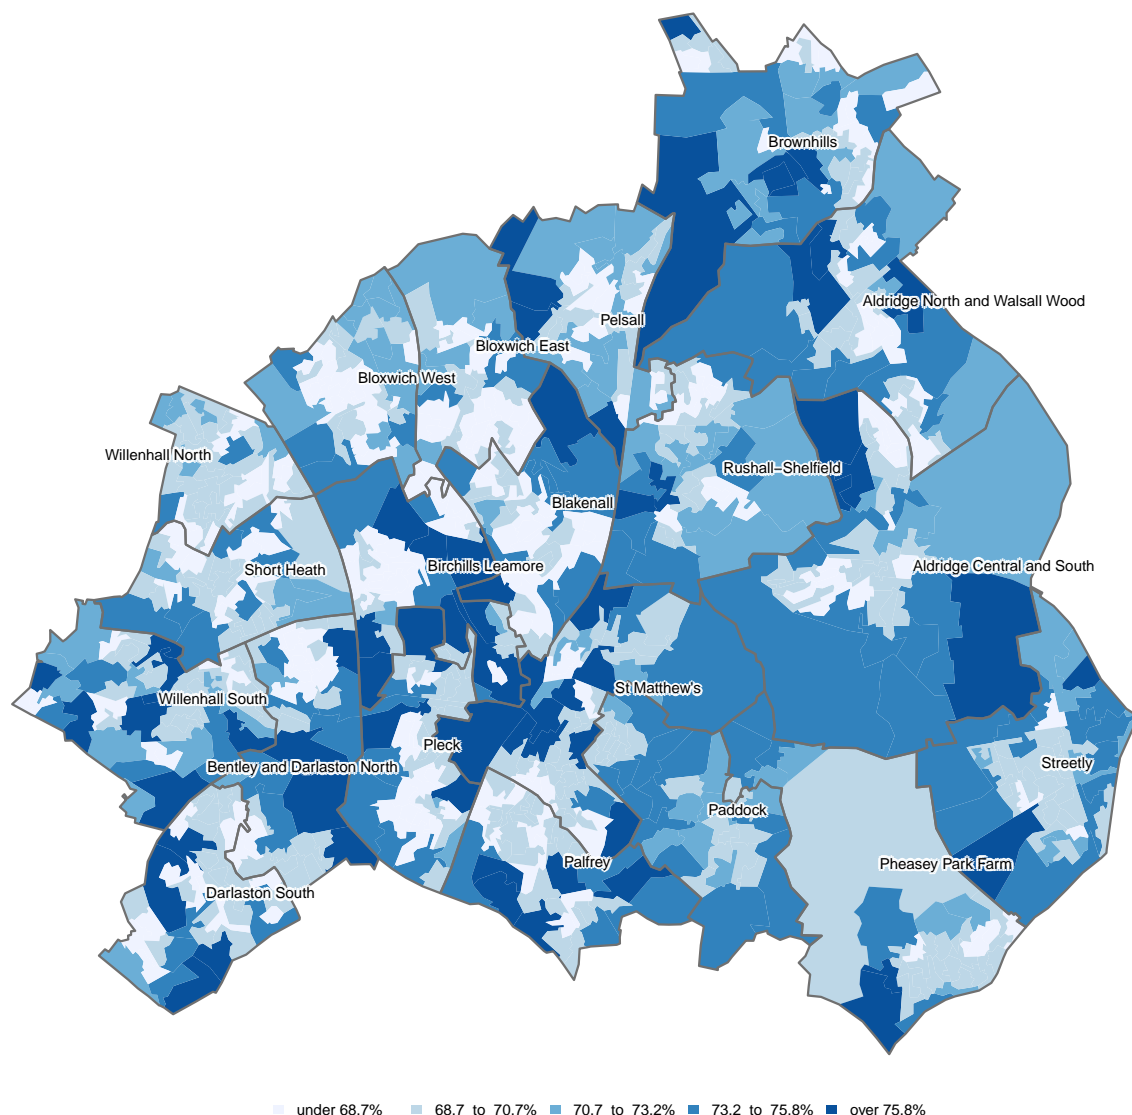 Brownhills
Aldridge North and Walsall Wood
Pelsall
Bloxwich East
Bloxwich West
Willenhall North
Rushall–Shelfield
Blakenall
Birchills Leamore
Short Heath
Aldridge Central and South
St Matthew's
Willenhall South
Pleck
Bentley and Darlaston North
Streetly
Paddock
Palfrey
Pheasey Park Farm
Darlaston South
under 68.7% 68.7 to 70.7% 70.7 to 73.2% 73.2 to 75.8% over 75.8%